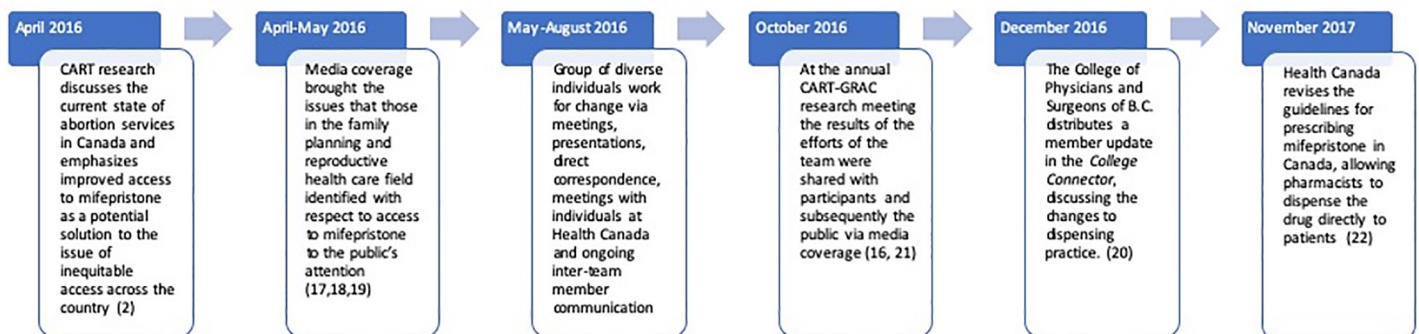 April 2016
CART research
discusses the
current state of
abortion services
in Canada and
emphasizes
improved access
to mifepristone
as a potential
solution to the
issue of
inequitable
access across the
country (2)
April-May 2016
Media coverage
brought the
issues that those
in the family
planning and
reproductive
health care field
identified with
respect to access
to mifepristone
to the public's
attention
(17,18,19)
May-August 2016
Group of diverse
individuals work
for change via
meetings,
presentations,
direct
correspondence,
meetings with
individuals at
Health Canada
and ongoing
inter-team
member
communication
October 2016
At the annual
CART-GRAC
research meeting
the results of the
efforts of the
team were
shared with
participants and
subsequently the
public via media
coverage (16, 21)
December 2016
The College of
Physicians and
Surgeons of B.C.
distributes a
member update
in the College
Connector,
discussing the
changes to
dispensing
practice. (20)
November 2017
Health Canada
revises the
guidelines for
prescribing
mifepristone in
Canada, allowing
pharmacists to
dispense the
drug directly to
patients (22)